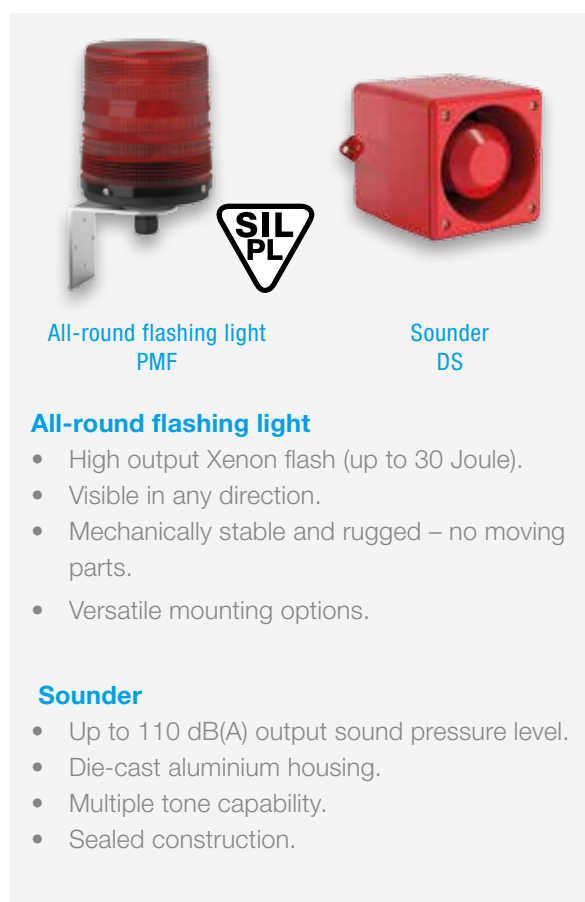 SIL
PL
All-round flashing light
PMF
Sounder
DS
All-round flashing light
• High output Xenon flash (up to 30 Joule).
• Visible in any direction.
• Mechanically stable and rugged – no moving
parts.
• Versatile mounting options.
Sounder
• Up to 110 dB(A) output sound pressure level.
• Die-cast aluminium housing.
• Multiple tone capability.
• Sealed construction.